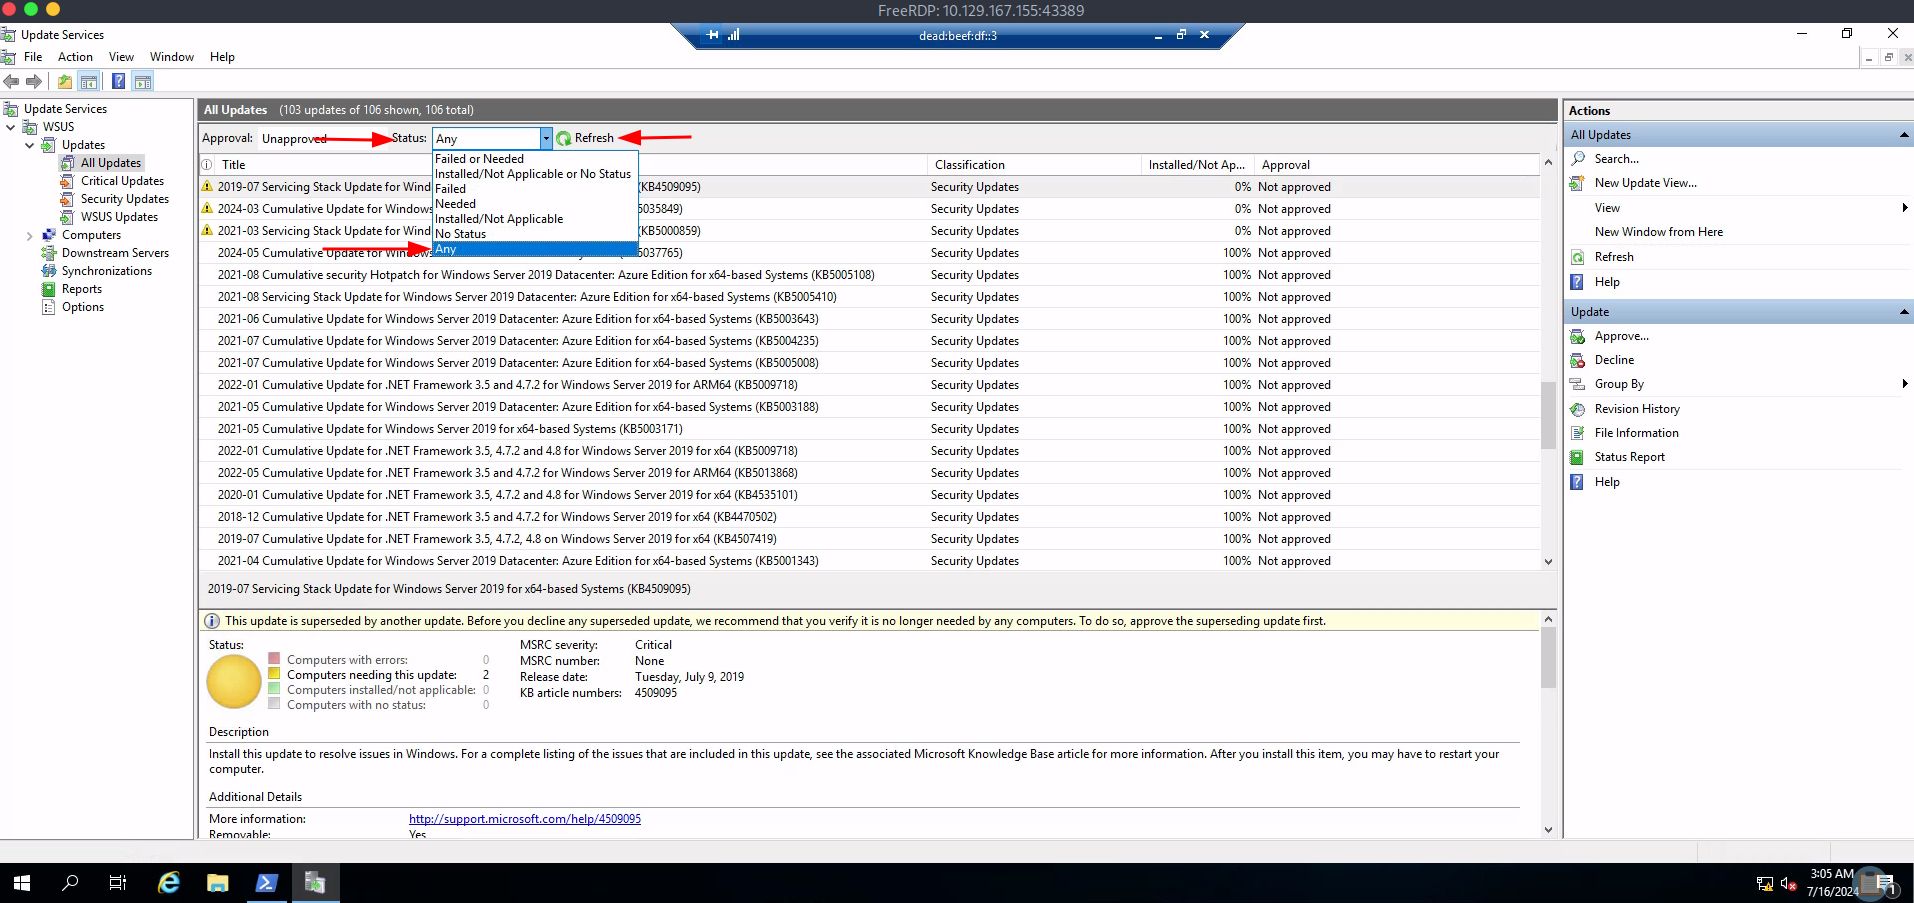 FreeRDP: 10.129.167.155:43389
Update Services
dead:beef:df::3
File Action View Window Help
Update Services
WSUS
Updates
All Updates
Critical Updates
Security Updates
WSUS Updates
Computers
Downstream Servers
Synchronizations
Reports
Options
All Updates (103 updates of 106 shown, 106 total)
Approval: Unapproved Status: Any Refresh
Failed or Needed
Installed/Not Applicable or No Status
Failed
Needed
Installed/Not Applicable
No Status
Any
Title Classification Installed/Not Ap... Approval
2019-07 Servicing Stack Update for Wind (KB4509095) Security Updates 0% Not approved
2024-03 Cumulative Update for Windows 5035849) Security Updates 0% Not approved
2021-03 Servicing Stack Update for Wind (KB5000859) Security Updates 0% Not approved
2024-05 Cumulative Update for Windows 5037765) Security Updates 100% Not approved
2021-08 Cumulative security Hotpatch for Windows Server 2019 Datacenter: Azure Edition for x64-based Systems (KB5005108) Security Updates 100% Not approved
2021-08 Servicing Stack Update for Windows Server 2019 Datacenter: Azure Edition for x64-based Systems (KB5005410) Security Updates 100% Not approved
2021-06 Cumulative Update for Windows Server 2019 Datacenter: Azure Edition for x64-based Systems (KB5003643) Security Updates 100% Not approved
2021-07 Cumulative Update for Windows Server 2019 Datacenter: Azure Edition for x64-based Systems (KB5004235) Security Updates 100% Not approved
2021-07 Cumulative Update for Windows Server 2019 Datacenter: Azure Edition for x64-based Systems (KB5005008) Security Updates 100% Not approved
2022-01 Cumulative Update for .NET Framework 3.5 and 4.7.2 for Windows Server 2019 for ARM64 (KB5009718) Security Updates 100% Not approved
2021-05 Cumulative Update for Windows Server 2019 Datacenter: Azure Edition for x64-based Systems (KB5003188) Security Updates 100% Not approved
2021-05 Cumulative Update for Windows Server 2019 for x64-based Systems (KB5003171) Security Updates 100% Not approved
2022-01 Cumulative Update for .NET Framework 3.5, 4.7.2 and 4.8 for Windows Server 2019 for x64 (KB5009718) Security Updates 100% Not approved
2022-05 Cumulative Update for .NET Framework 3.5 and 4.7.2 for Windows Server 2019 for ARM64 (KB5013868) Security Updates 100% Not approved
2020-01 Cumulative Update for .NET Framework 3.5, 4.7.2 and 4.8 for Windows Server 2019 for x64 (KB4535101) Security Updates 100% Not approved
2018-12 Cumulative Update for .NET Framework 3.5 and 4.7.2 for Windows Server 2019 for x64 (KB4470502) Security Updates 100% Not approved
2019-07 Cumulative Update for .NET Framework 3.5, 4.7.2, 4.8 on Windows Server 2019 for x64 (KB4507419) Security Updates 100% Not approved
2021-04 Cumulative Update for Windows Server 2019 Datacenter: Azure Edition for x64-based Systems (KB5001343) Security Updates 100% Not approved
2019-07 Servicing Stack Update for Windows Server 2019 for x64-based Systems (KB4509095)
This update is superseded by another update. Before you decline any superseded update, we recommend that you verify it is no longer needed by any computers. To do so, approve the superseding update first.
Status:
Computers with errors: 0
Computers needing this update: 2
Computers installed/not applicable: 0
Computers with no status: 0
MSRC severity: Critical
MSRC number: None
Release date: Tuesday, July 9, 2019
KB article numbers: 4509095
Description
Install this update to resolve issues in Windows. For a complete listing of the issues that are included in this update, see the associated Microsoft Knowledge Base article for more information. After you install this item, you may have to restart your
computer.
Additional Details
More information: http://support.microsoft.com/help/4509095
Removable: Yes
Actions
All Updates
Search...
New Update View...
View
New Window from Here
Refresh
Help
Update
Approve...
Decline
Group By
Revision History
File Information
Status Report
Help
3:05 AM
7/16/2024
1